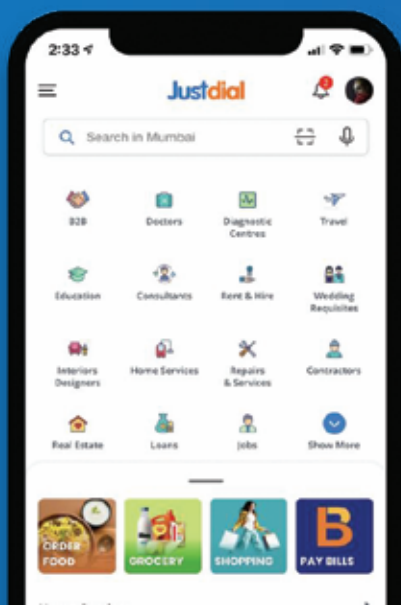 2:33
Justdial
2
Search in Mumbai
B2B
Doctors
Diagnostic
Centres
Travel
Education
Consultants
Rent & Hire
Wedding
Requisites
Interiors
Designers
Home Services
Repairs
& Services
Contractors
Real Estate
Loans
Jobs
Show More
ORDER
FOOD
GROCERY
SHOPPING
B
PAY BILLS